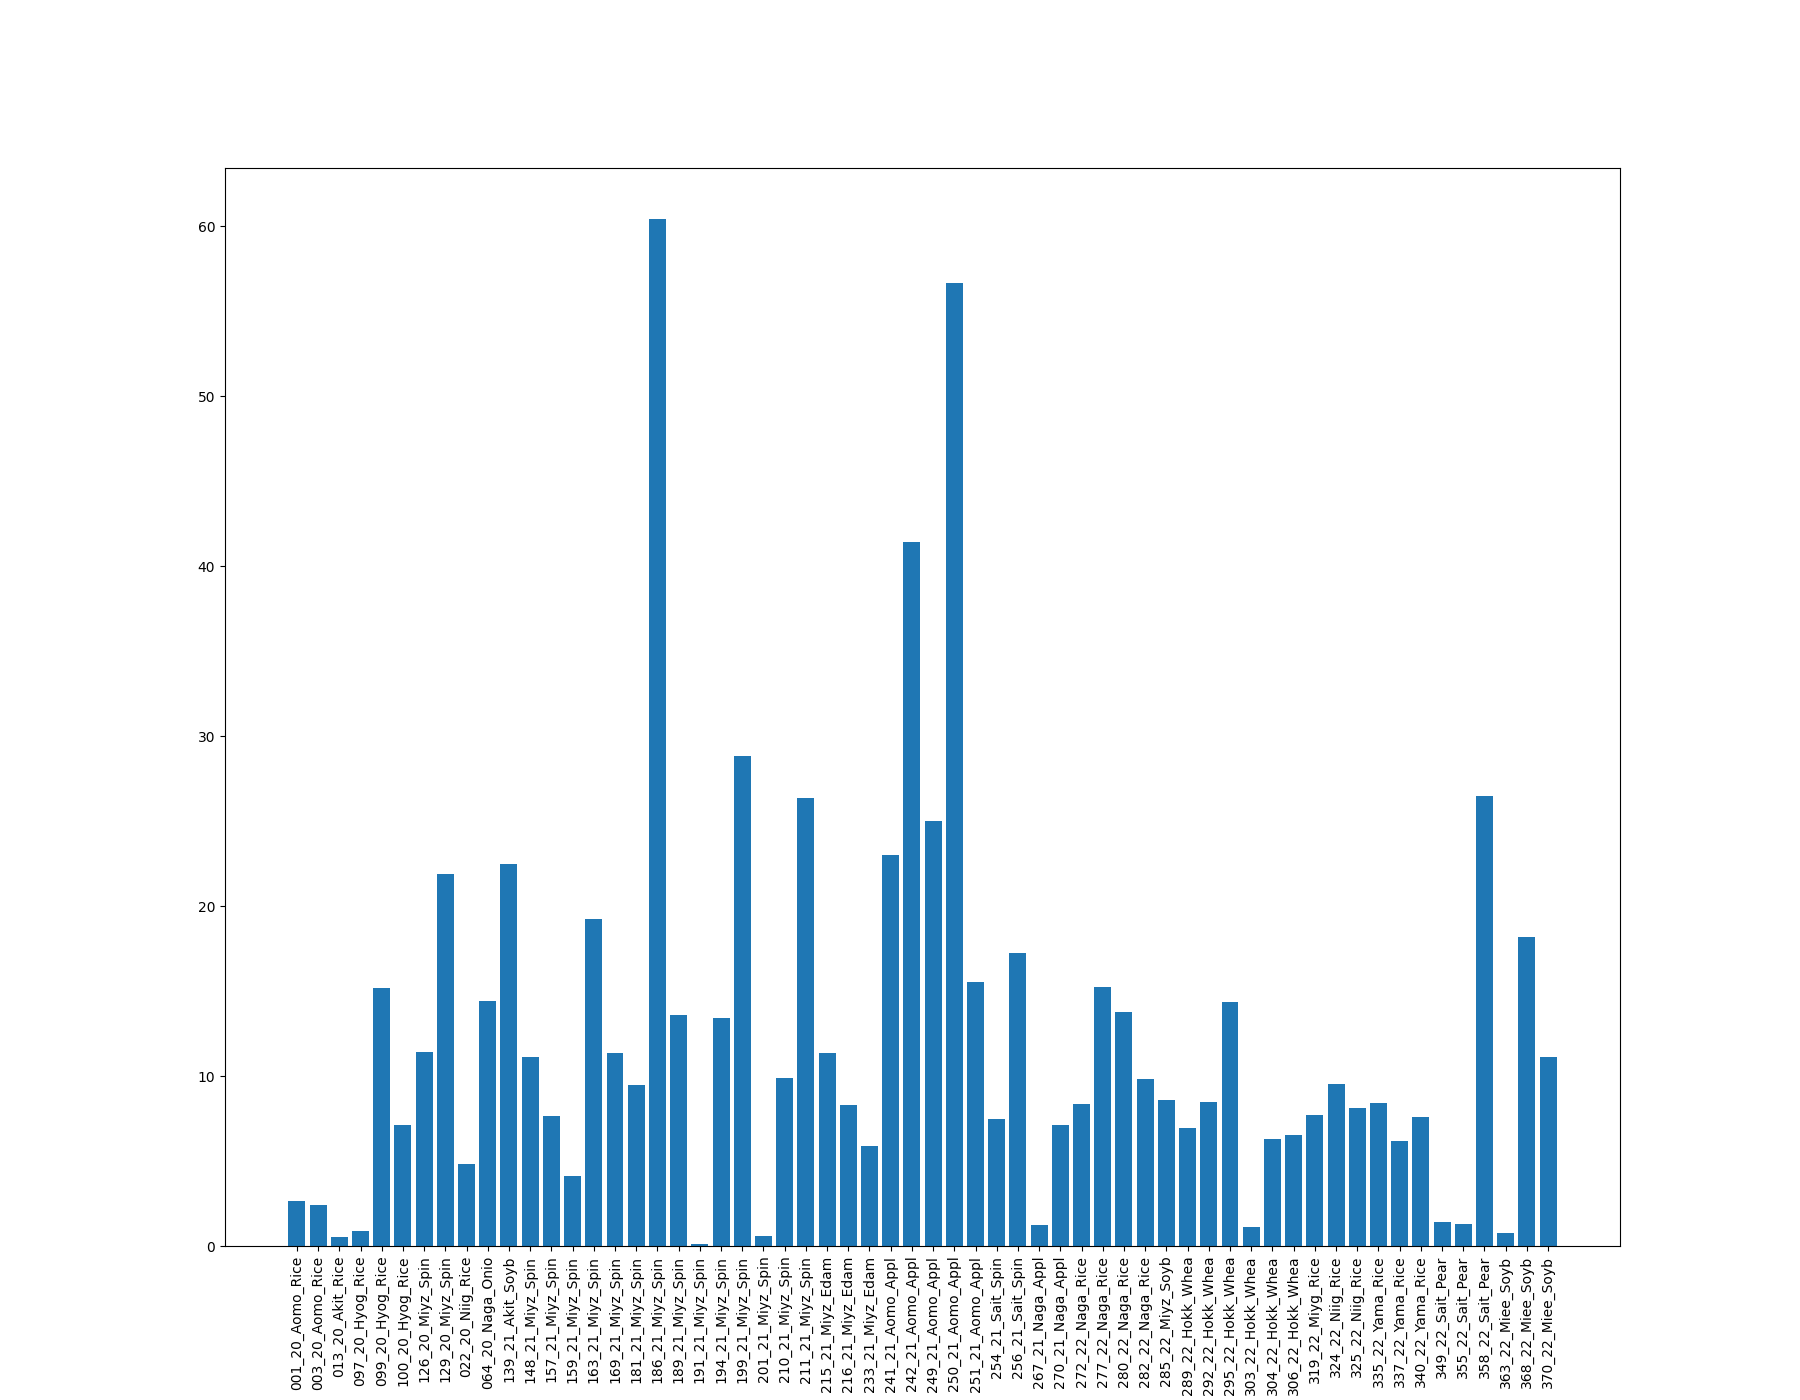 60
50
40
30
20
10
0
001_20_Aomo_Rice
003_20_Aomo_Rice
013_20_Akit_Rice
097_20_Hyog_Rice
099_20_Hyog_Rice
100_20_Hyog_Rice
126_20_Miyz_Spin
129_20_Miyz_Spin
022_20_Niig_Rice
064_20_Naga_Onio
139_21_Akit_Soyb
148_21_Miyz_Spin
157_21_Miyz_Spin
159_21_Miyz_Spin
163_21_Miyz_Spin
169_21_Miyz_Spin
181_21_Miyz_Spin
186_21_Miyz_Spin
189_21_Miyz_Spin
191_21_Miyz_Spin
194_21_Miyz_Spin
199_21_Miyz_Spin
201_21_Miyz_Spin
210_21_Miyz_Spin
211_21_Miyz_Spin
215_21_Miyz_Edam
216_21_Miyz_Edam
233_21_Miyz_Edam
241_21_Aomo_Appl
242_21_Aomo_Appl
249_21_Aomo_Appl
250_21_Aomo_Appl
251_21_Aomo_Appl
254_21_Sait_Spin
256_21_Sait_Spin
267_21_Naga_Appl
270_21_Naga_Appl
272_22_Naga_Rice
277_22_Naga_Rice
280_22_Naga_Rice
282_22_Naga_Rice
285_22_Miyz_Soyb
289_22_Hokk_Whea
292_22_Hokk_Whea
295_22_Hokk_Whea
303_22_Hokk_Whea
304_22_Hokk_Whea
306_22_Hokk_Whea
319_22_Miyg_Rice
324_22_Niig_Rice
325_22_Niig_Rice
335_22_Yama_Rice
337_22_Yama_Rice
340_22_Yama_Rice
349_22_Sait_Pear
355_22_Sait_Pear
358_22_Sait_Pear
363_22_Miee_Soyb
368_22_Miee_Soyb
370_22_Miee_Soyb